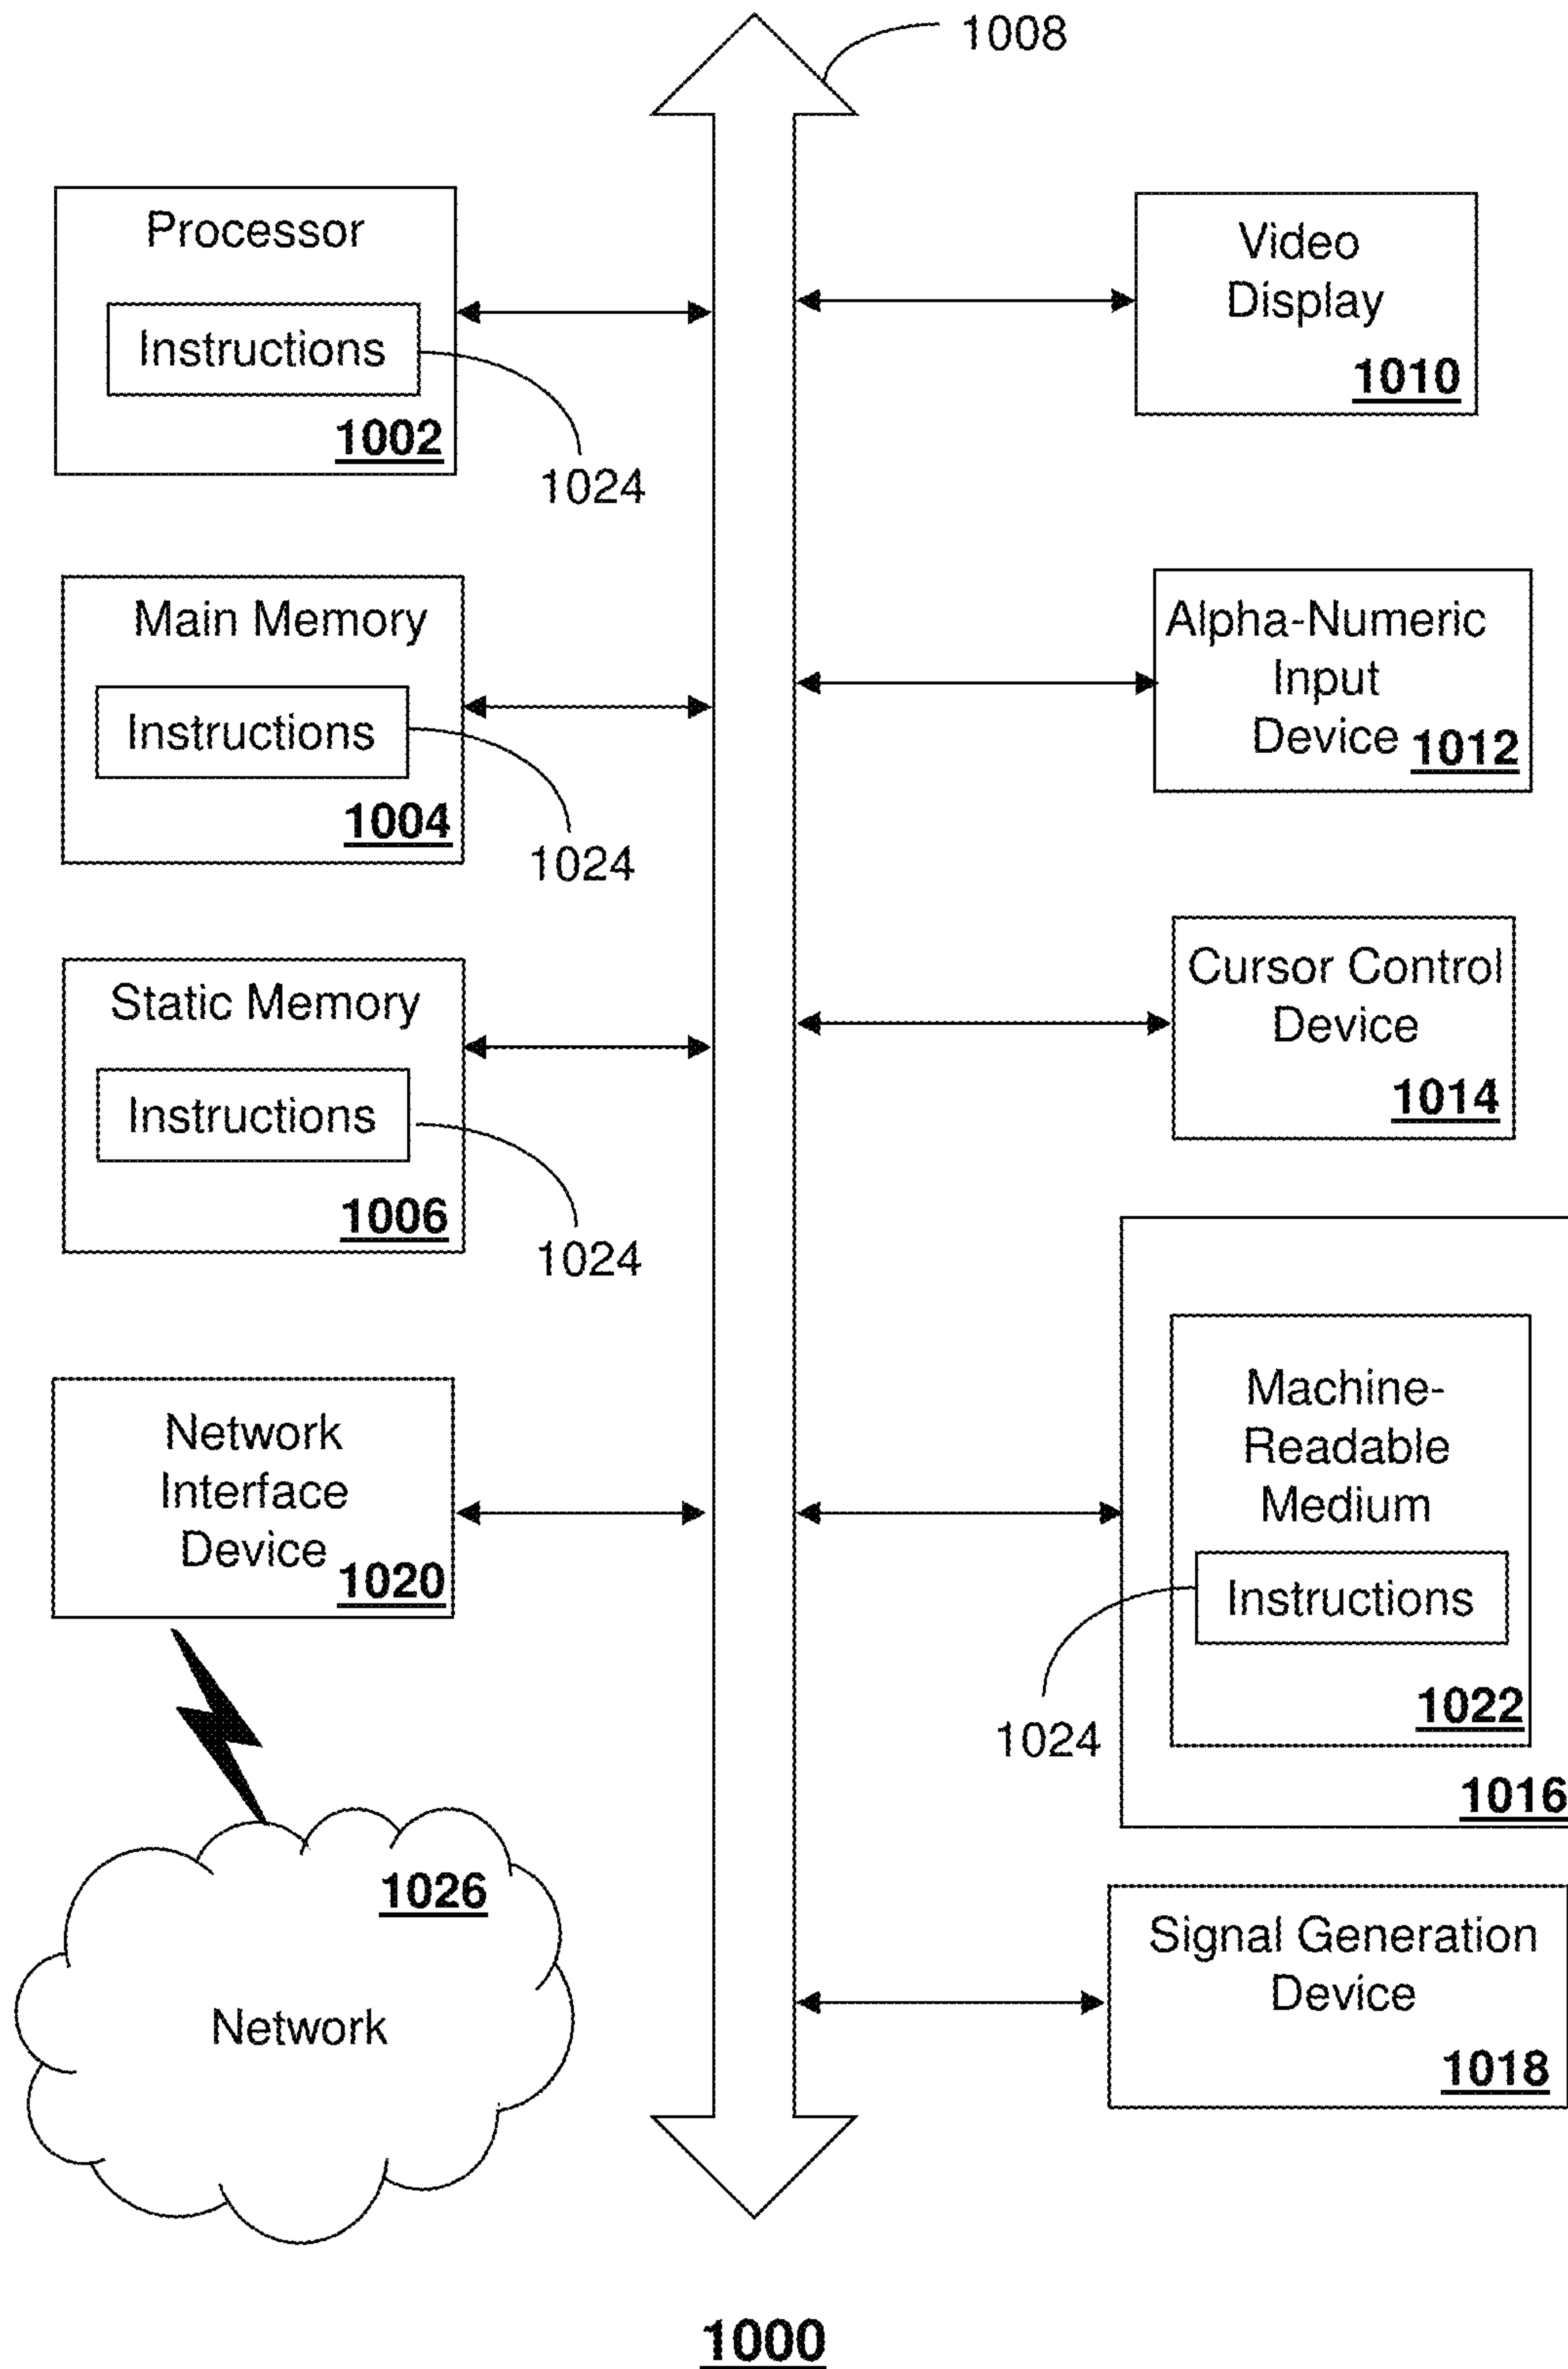 1008
Processor
Instructions
1002
1024
Main Memory
Instructions
1004
1024
Static Memory
Instructions
1006
1024
Network
Interface
Device
1020
1026
Network
Video
Display
1010
Alpha-Numeric
Input
Device
1012
Cursor Control
Device
1014
Machine-
Readable
Medium
Instructions
1024
1022
1016
Signal Generation
Device
1018
1000